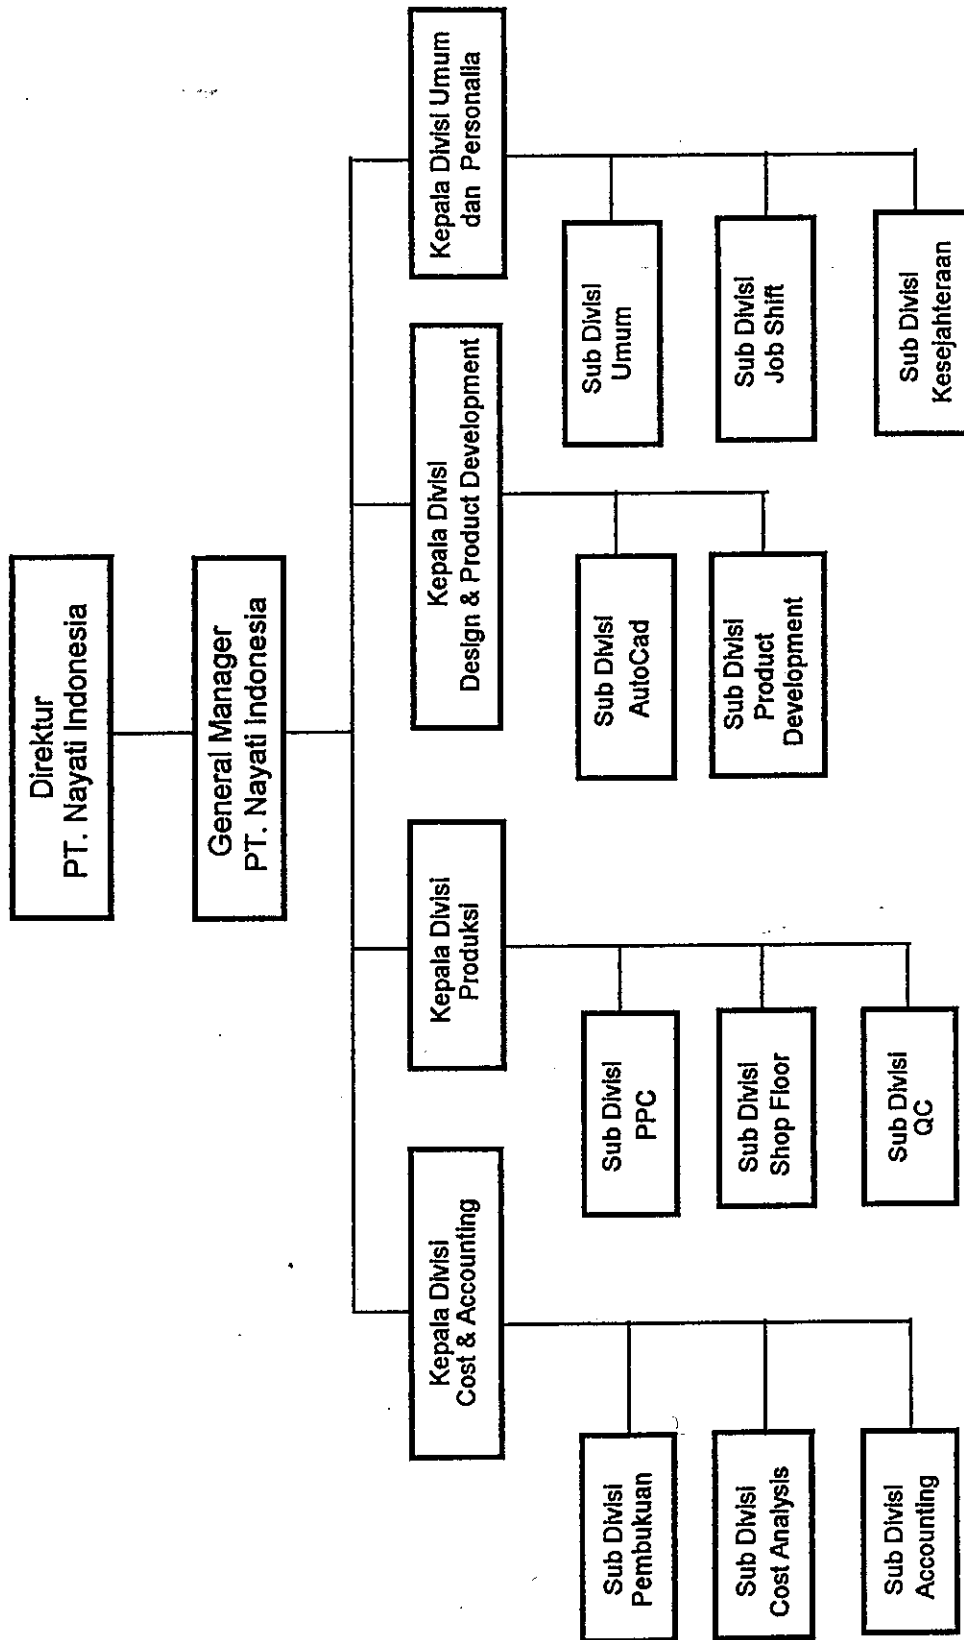 Direktur
PT. Nayati Indonesia
General Manager
PT. Nayati Indonesia
Kepala Divisi
Cost & Accounting
Kepala Divisi
Produksi
Kepala Divisi
Design & Product Development
Kepala Divisi Umum
dan Personalia
Sub Divisi
Pembukuan
Sub Divisi
Cost Analysis
Sub Divisi
Accounting
Sub Divisi
PPC
Sub Divisi
Shop Floor
Sub Divisi
QC
Sub Divisi
AutoCad
Sub Divisi
Product
Development
Sub Divisi
Umum
Sub Divisi
Job Shift
Sub Divisi
Kesejahteraan